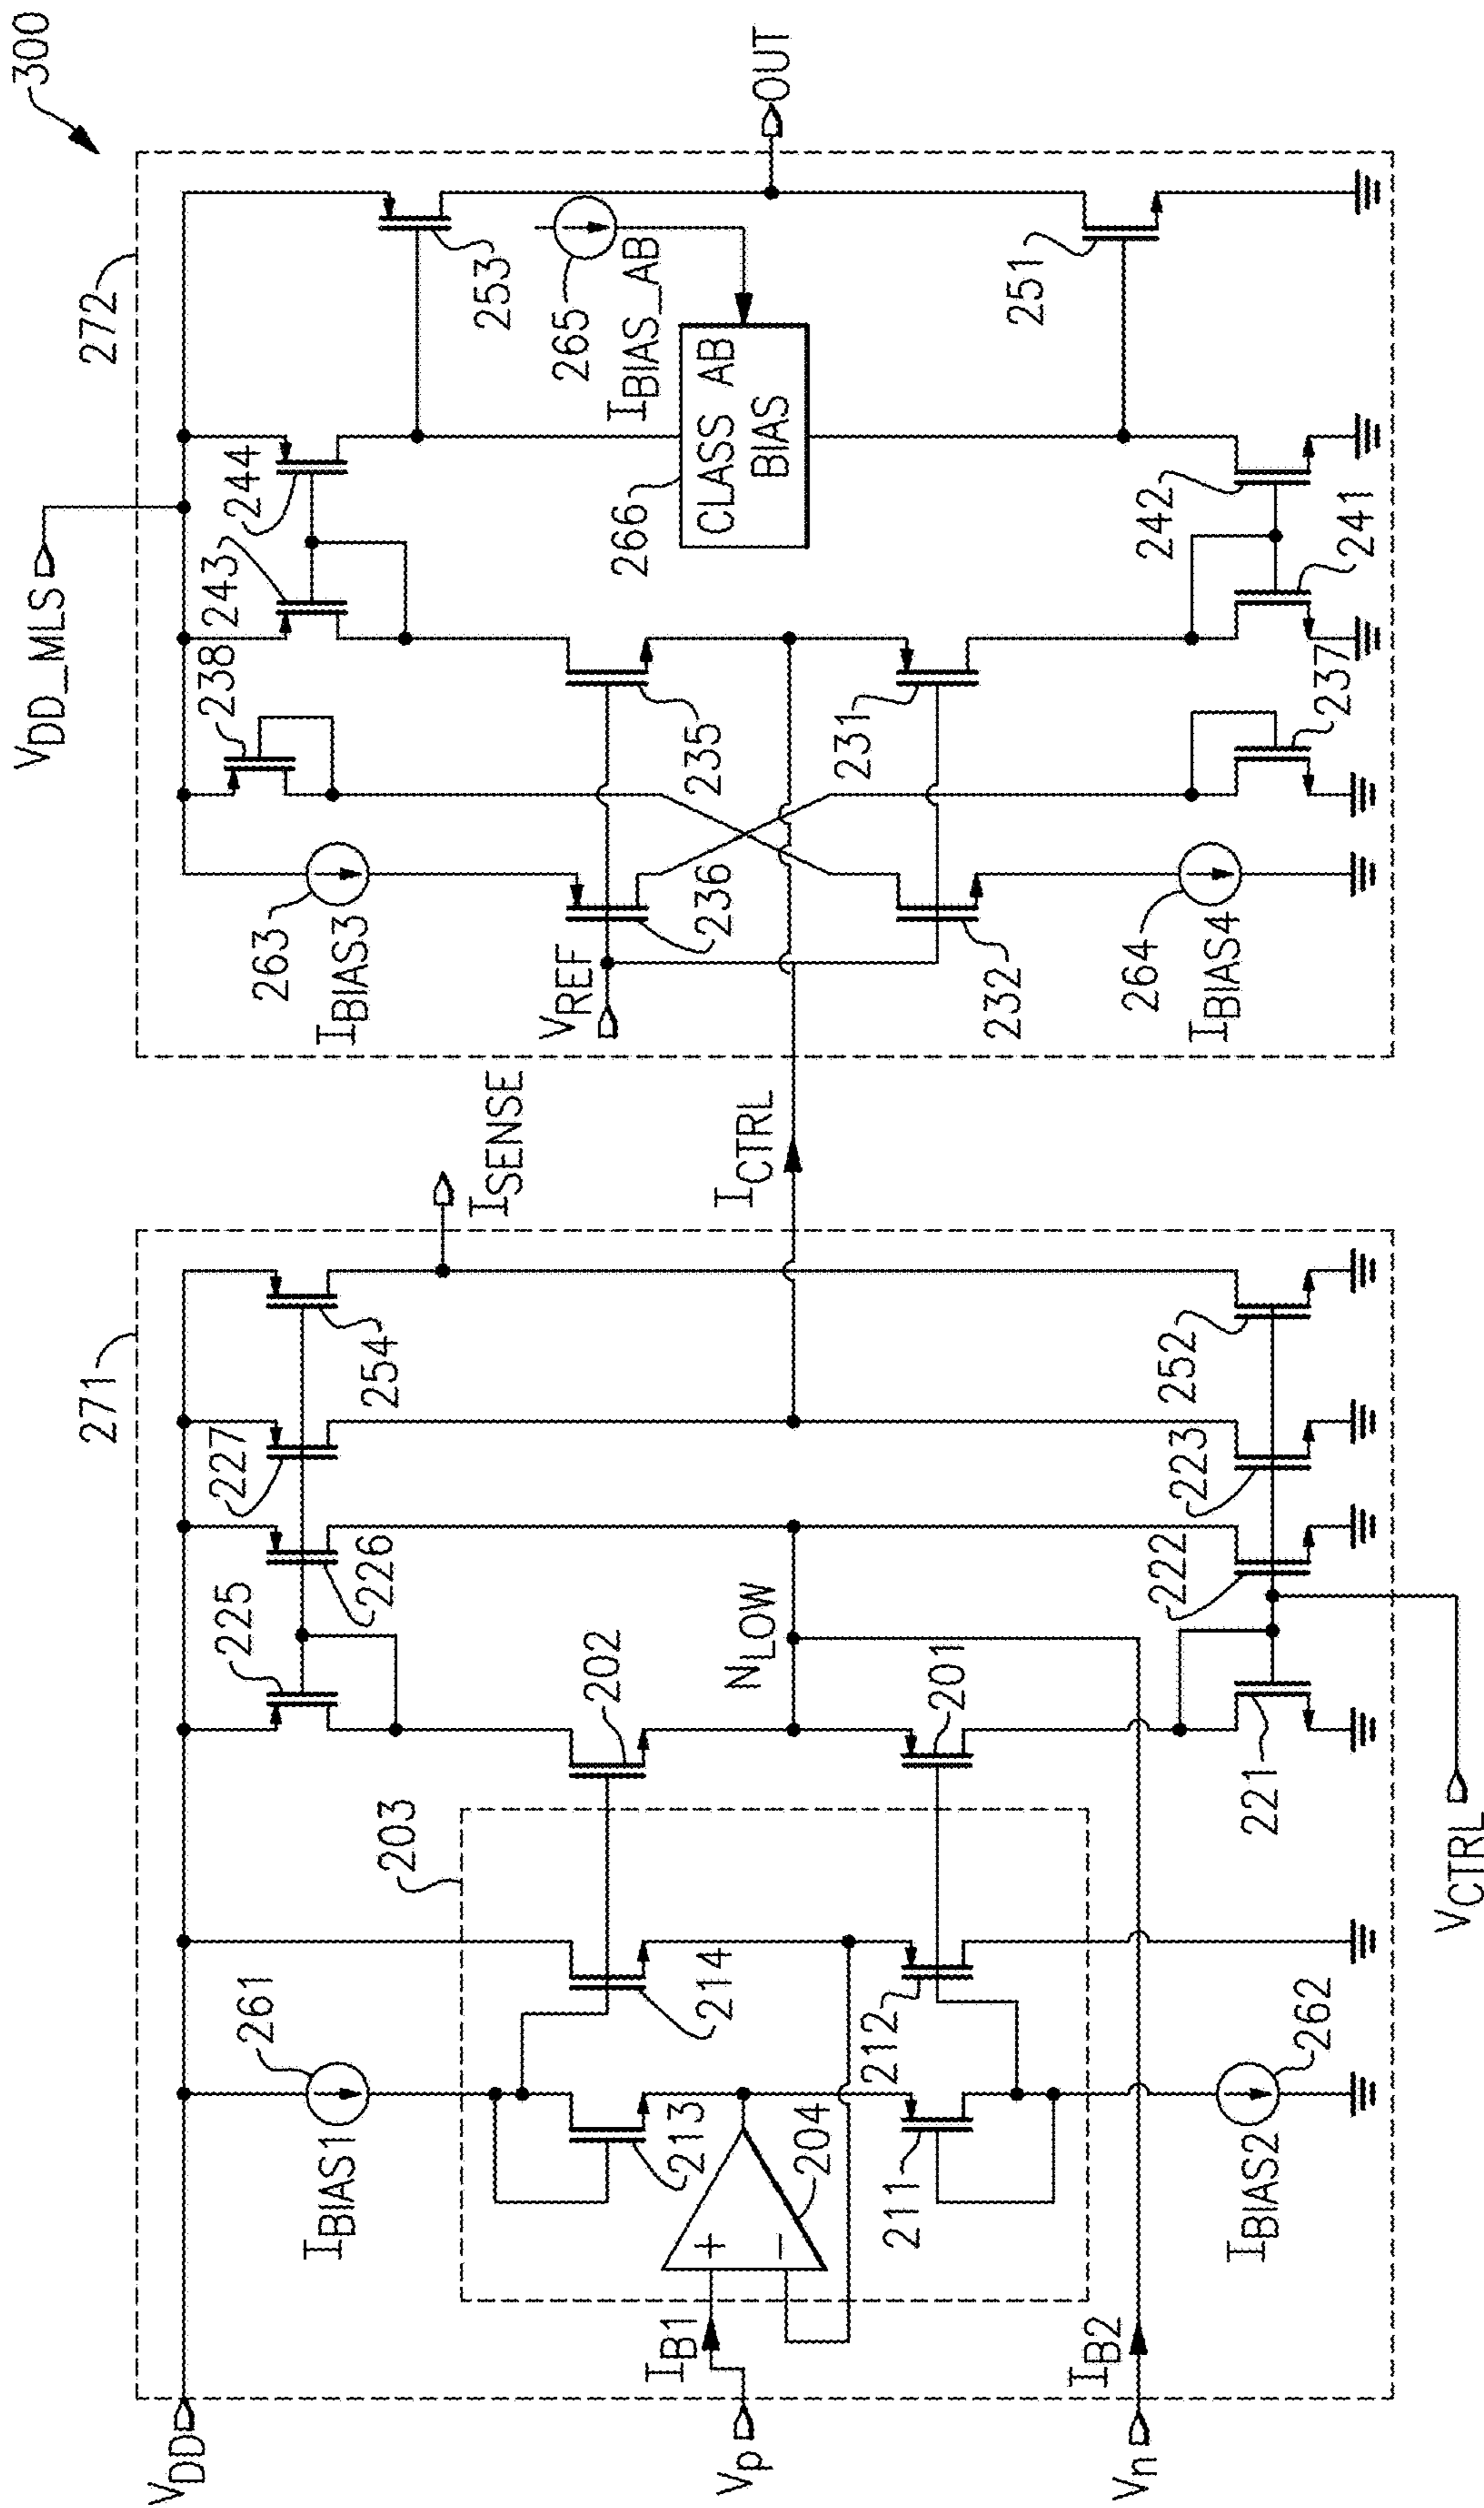 300
271
272
V_DD
261
I_BIAS1
203
213
214
202
225
226
227
254
I_SENSE
V_p
I_B1
+
−
204
N_LOW
I_CTRL
V_n
I_B2
211
212
201
I_BIAS2
262
221
222
223
252
V_CTRL
V_DD_MLS
263
I_BIAS3
238
243
244
V_REF
236
235
253
265
I_BIAS_AB
266
CLASS AB
BIAS
OUT
232
231
264
I_BIAS4
237
241
242
251